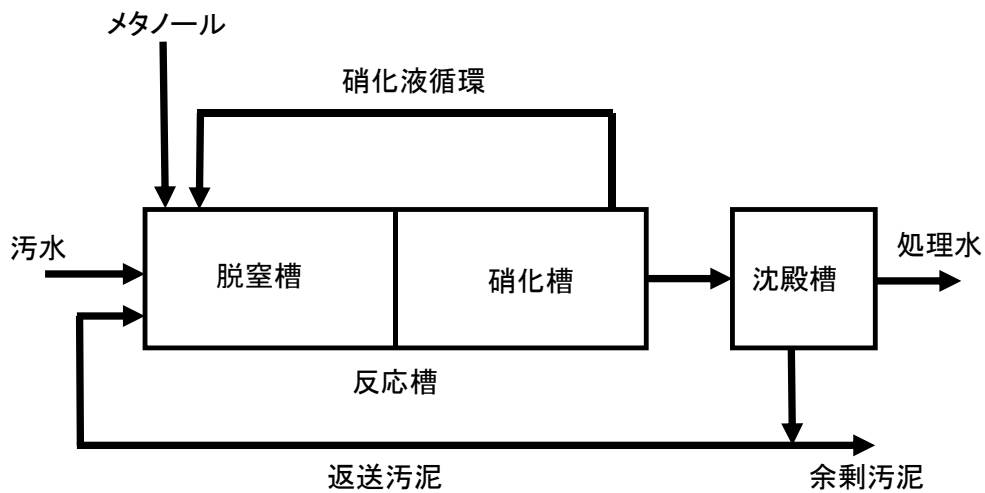 メタノール
硝化液循環
汚水
脱窒槽
硝化槽
沈殿槽
処理水
反応槽
返送汚泥
余剰汚泥